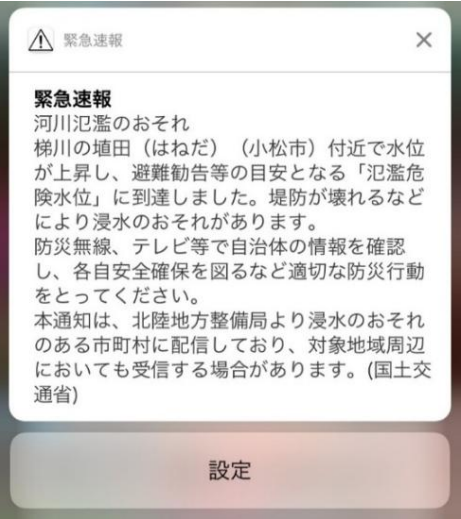 緊急速報
緊急速報
河川氾濫のおそれ
梯川の埴田（はねだ）（小松市）付近で水位
が上昇し、避難勧告等の目安となる「氾濫危
険水位」に到達しました。堤防が壊れるなど
により浸水のおそれがあります。
防災無線、テレビ等で自治体の情報を確認
し、各自安全確保を図るなど適切な防災行動
をとってください。
本通知は、北陸地方整備局より浸水のおそれ
のある市町村に配信しており、対象地域周辺
においても受信する場合があります。(国土交
通省)
設定